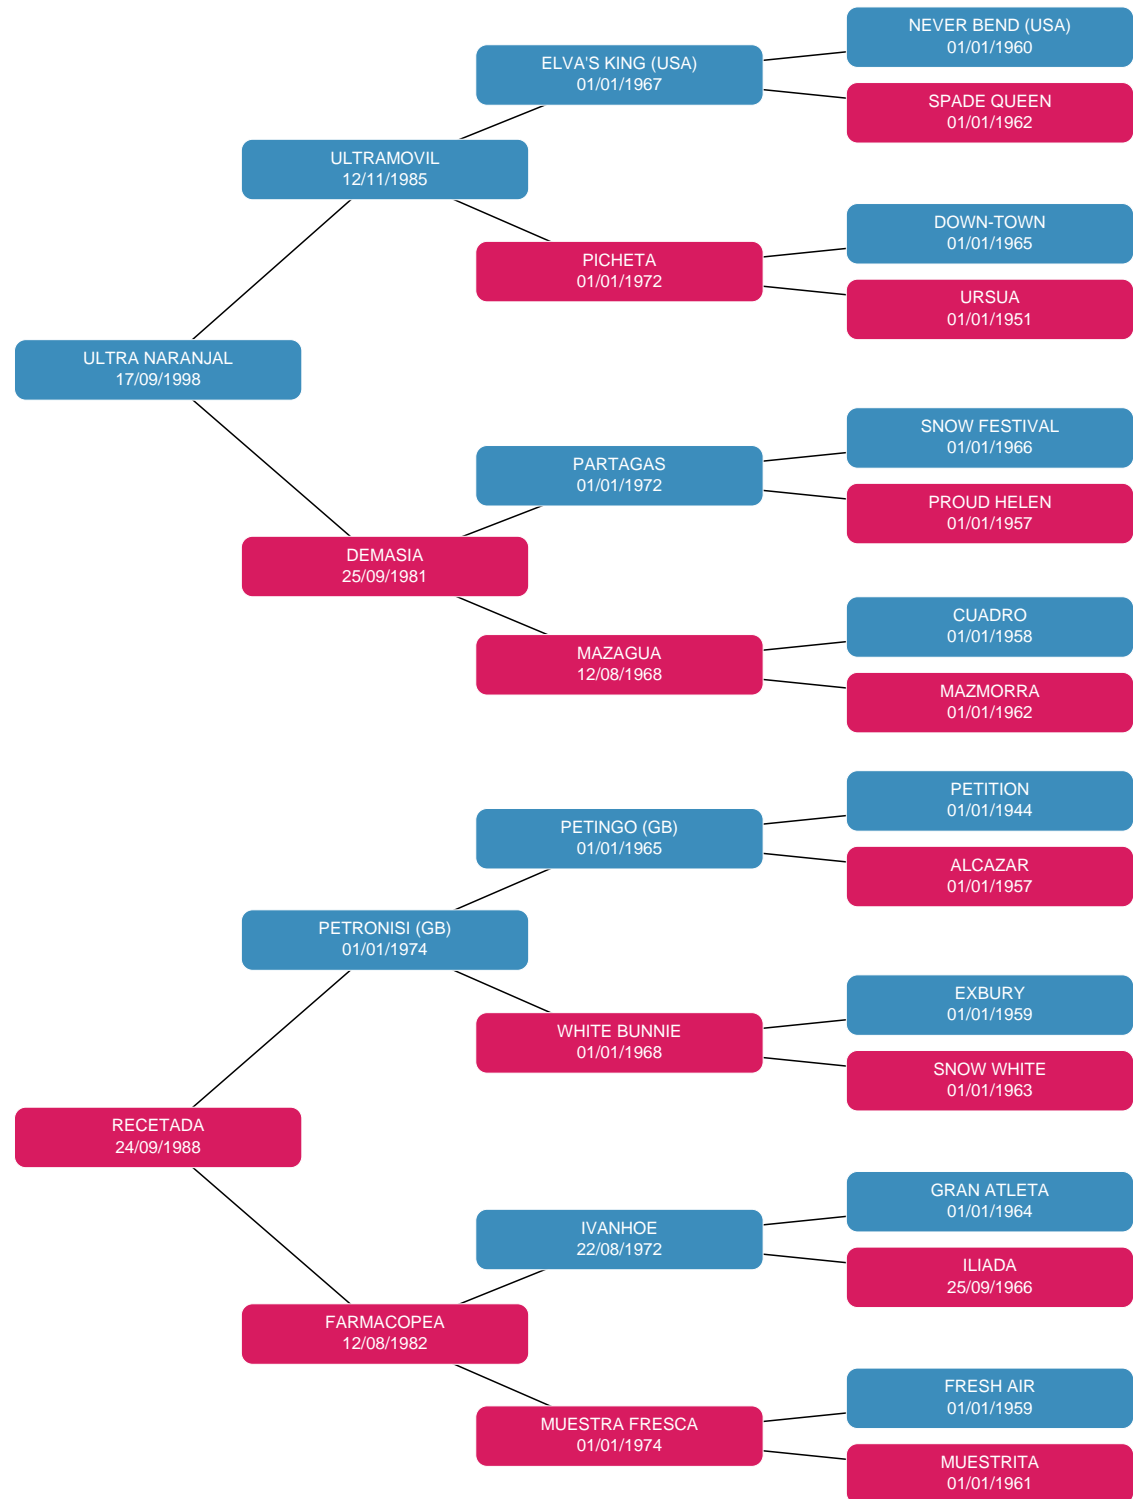 NEVER BEND (USA)
01/01/1960
ELVA'S KING (USA)
01/01/1967
SPADE QUEEN
01/01/1962
ULTRAMOVIL
12/11/1985
DOWN-TOWN
01/01/1965
PICHETA
01/01/1972
URSUA
01/01/1951
ULTRA NARANJAL
17/09/1998
SNOW FESTIVAL
01/01/1966
PARTAGAS
01/01/1972
PROUD HELEN
01/01/1957
DEMASIA
25/09/1981
CUADRO
01/01/1958
MAZAGUA
12/08/1968
MAZMORRA
01/01/1962
PETITION
01/01/1944
PETINGO (GB)
01/01/1965
ALCAZAR
01/01/1957
PETRONISI (GB)
01/01/1974
EXBURY
01/01/1959
WHITE BUNNIE
01/01/1968
SNOW WHITE
01/01/1963
RECETADA
24/09/1988
GRAN ATLETA
01/01/1964
IVANHOE
22/08/1972
ILIADA
25/09/1966
FARMACOPEA
12/08/1982
FRESH AIR
01/01/1959
MUESTRA FRESCA
01/01/1974
MUESTRITA
01/01/1961